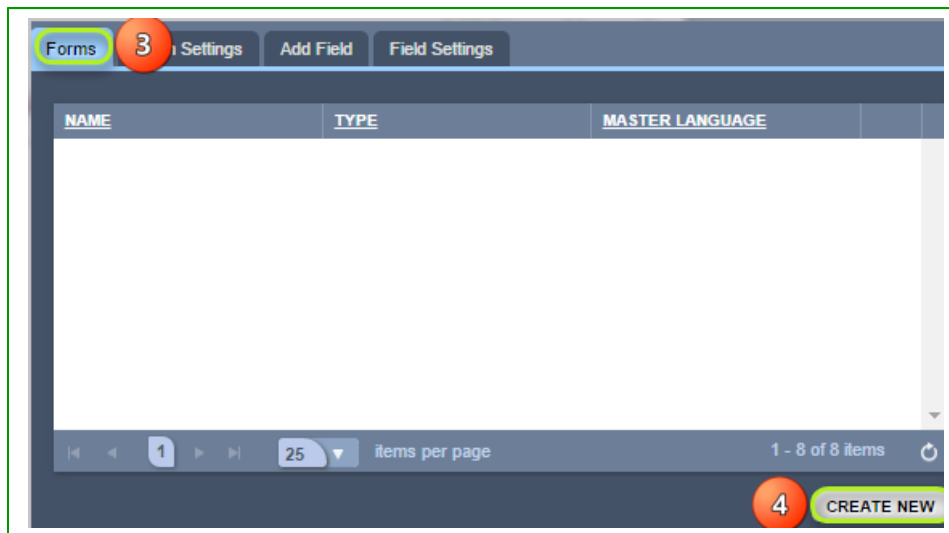 Forms 3 Settings Add Field Field Settings
NAME TYPE MASTER LANGUAGE
1 25 items per page 1 - 8 of 8 items
4 CREATE NEW